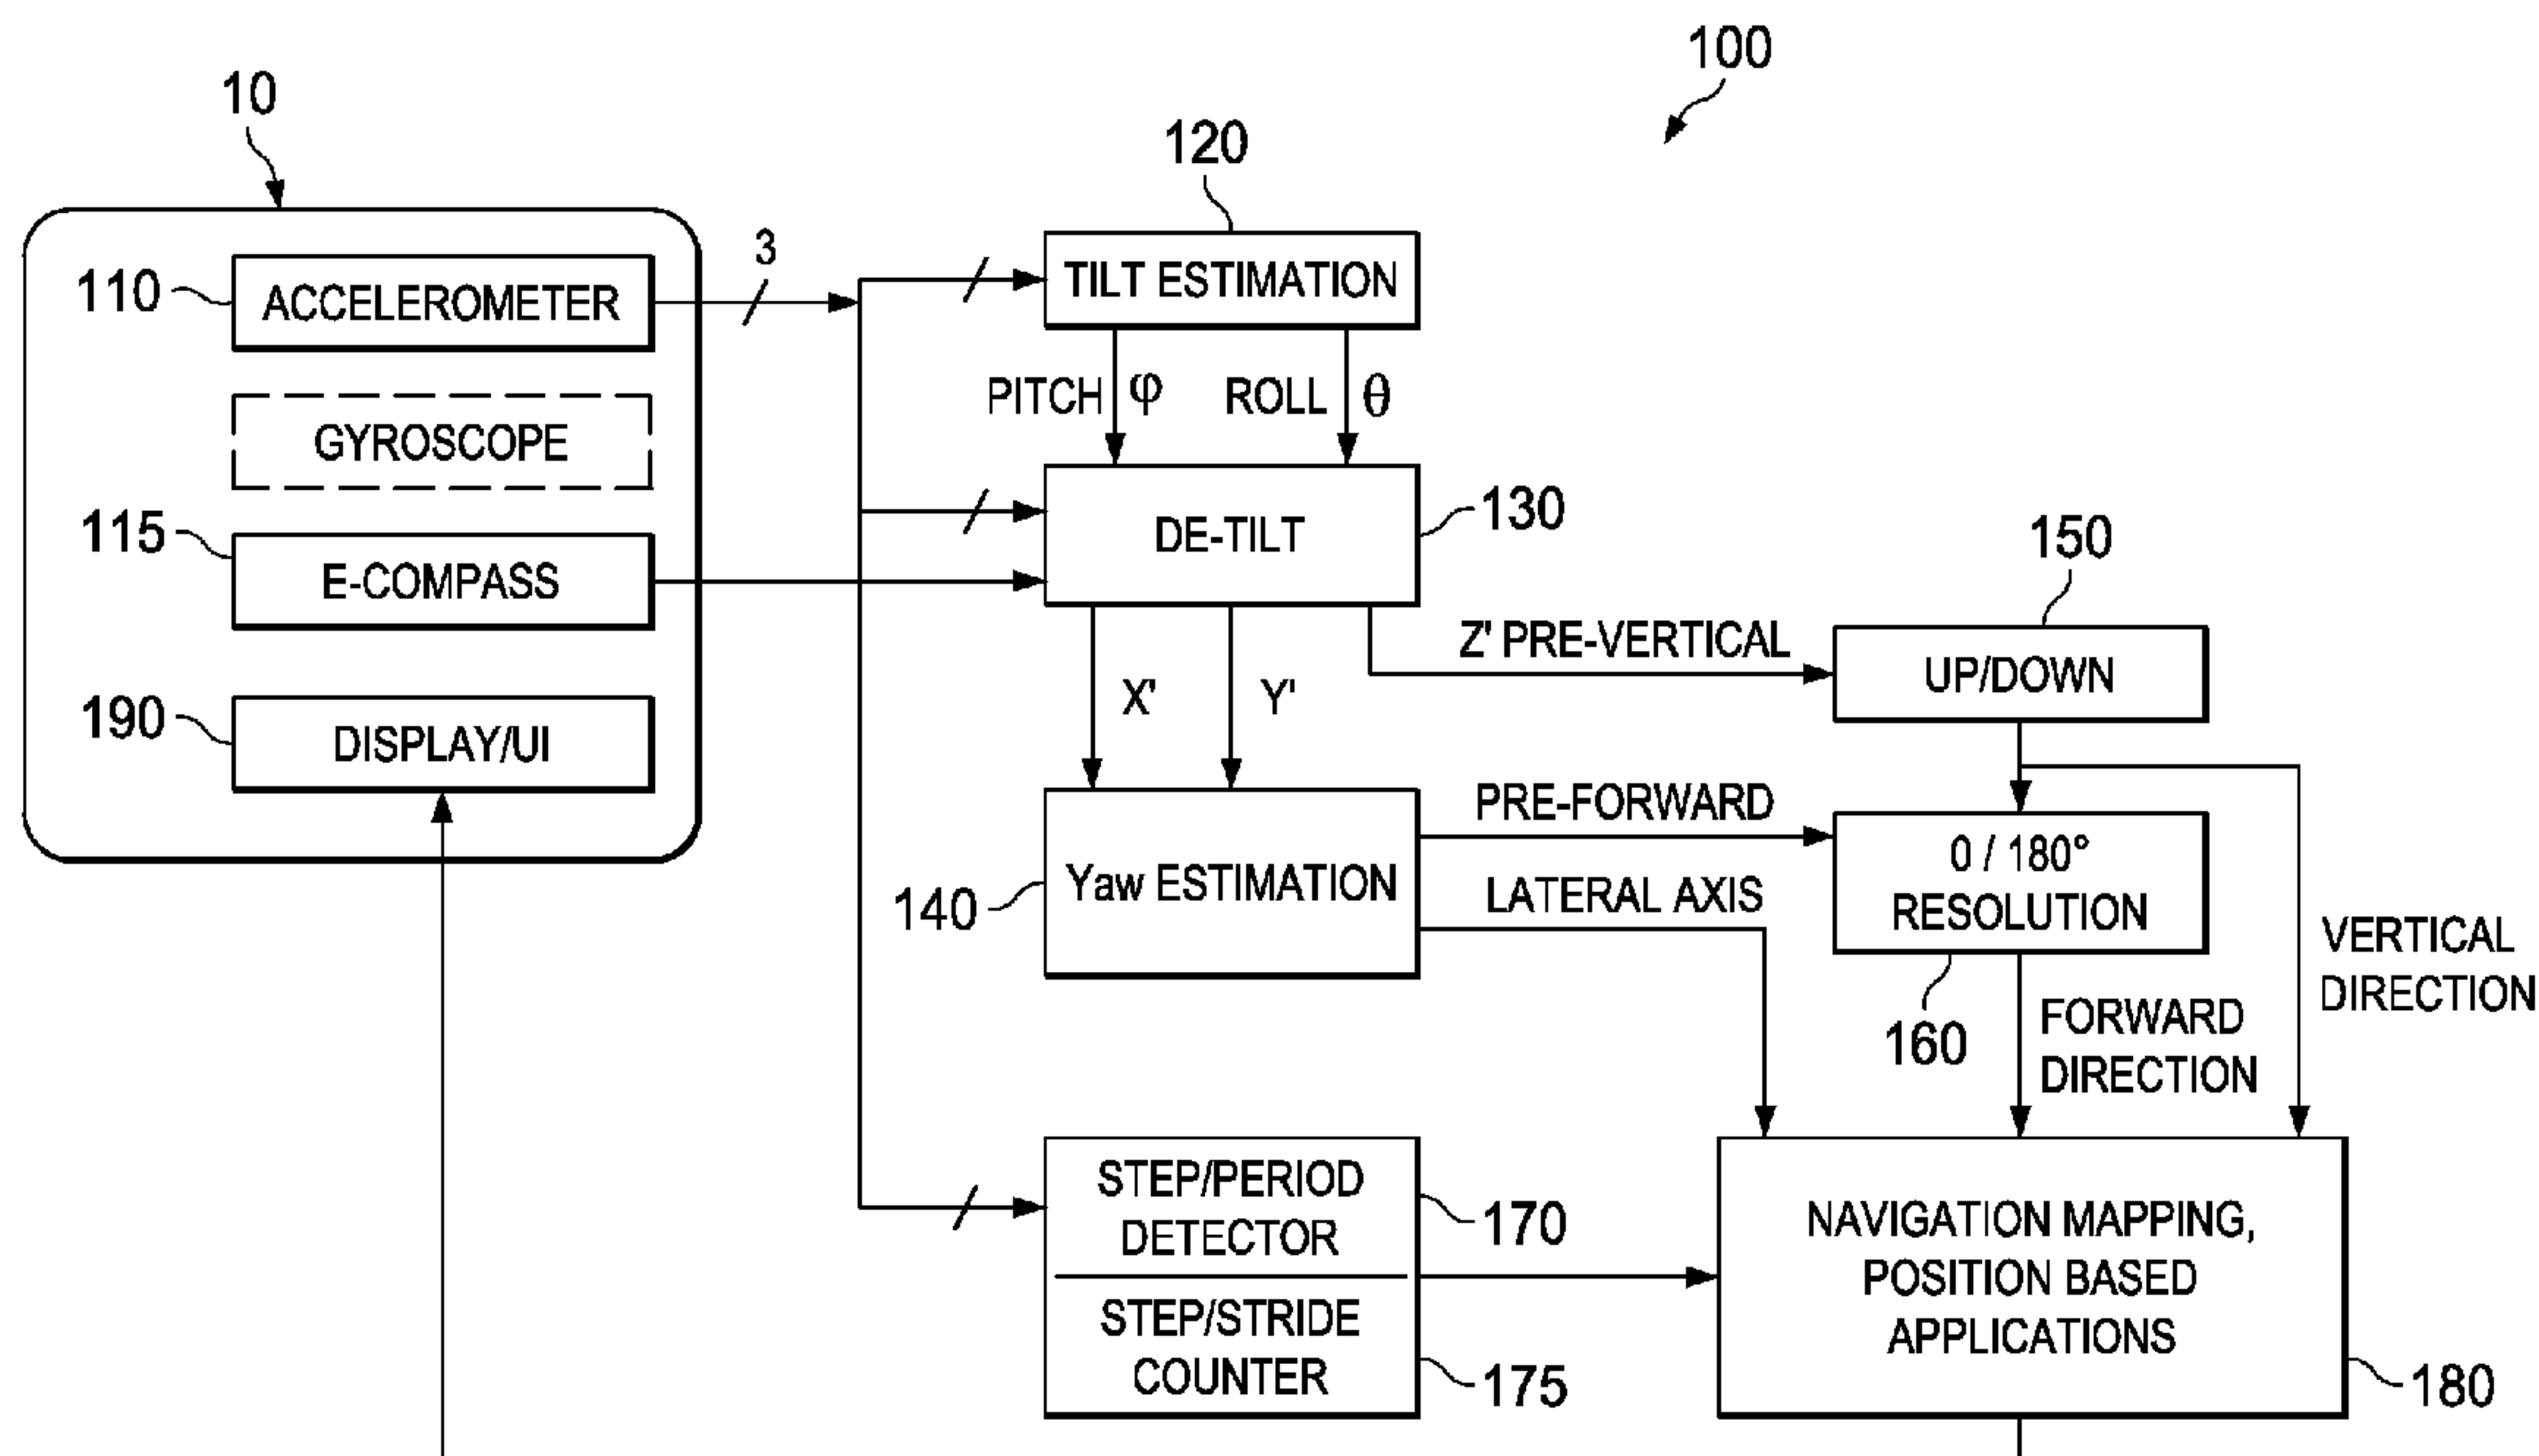 100
10
120
3
110
ACCELEROMETER
TILT ESTIMATION
PITCH φ
ROLL θ
GYROSCOPE
115
E-COMPASS
DE-TILT
130
150
Z' PRE-VERTICAL
UP/DOWN
X'
Y'
190
DISPLAY/UI
PRE-FORWARD
0 / 180°
RESOLUTION
140
Yaw ESTIMATION
LATERAL AXIS
160
VERTICAL
DIRECTION
FORWARD
DIRECTION
STEP/PERIOD
DETECTOR
170
STEP/STRIDE
COUNTER
175
NAVIGATION MAPPING,
POSITION BASED
APPLICATIONS
180